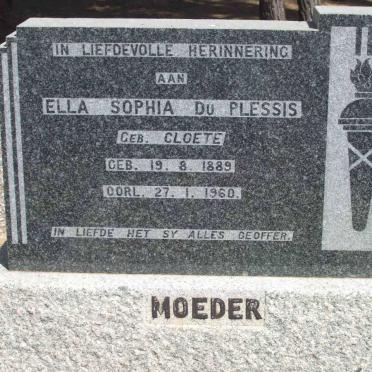 IN LIEFDEVOLLE HERINNERING
AAN
ELLA SOPHIA DU PLESSIS
GEB. CLOETE
GEB. 19. 8. 1889
OORL. 27. 1. 1960.
IN LIEFDE HET SY ALLES GEOFFER.
MOEDER